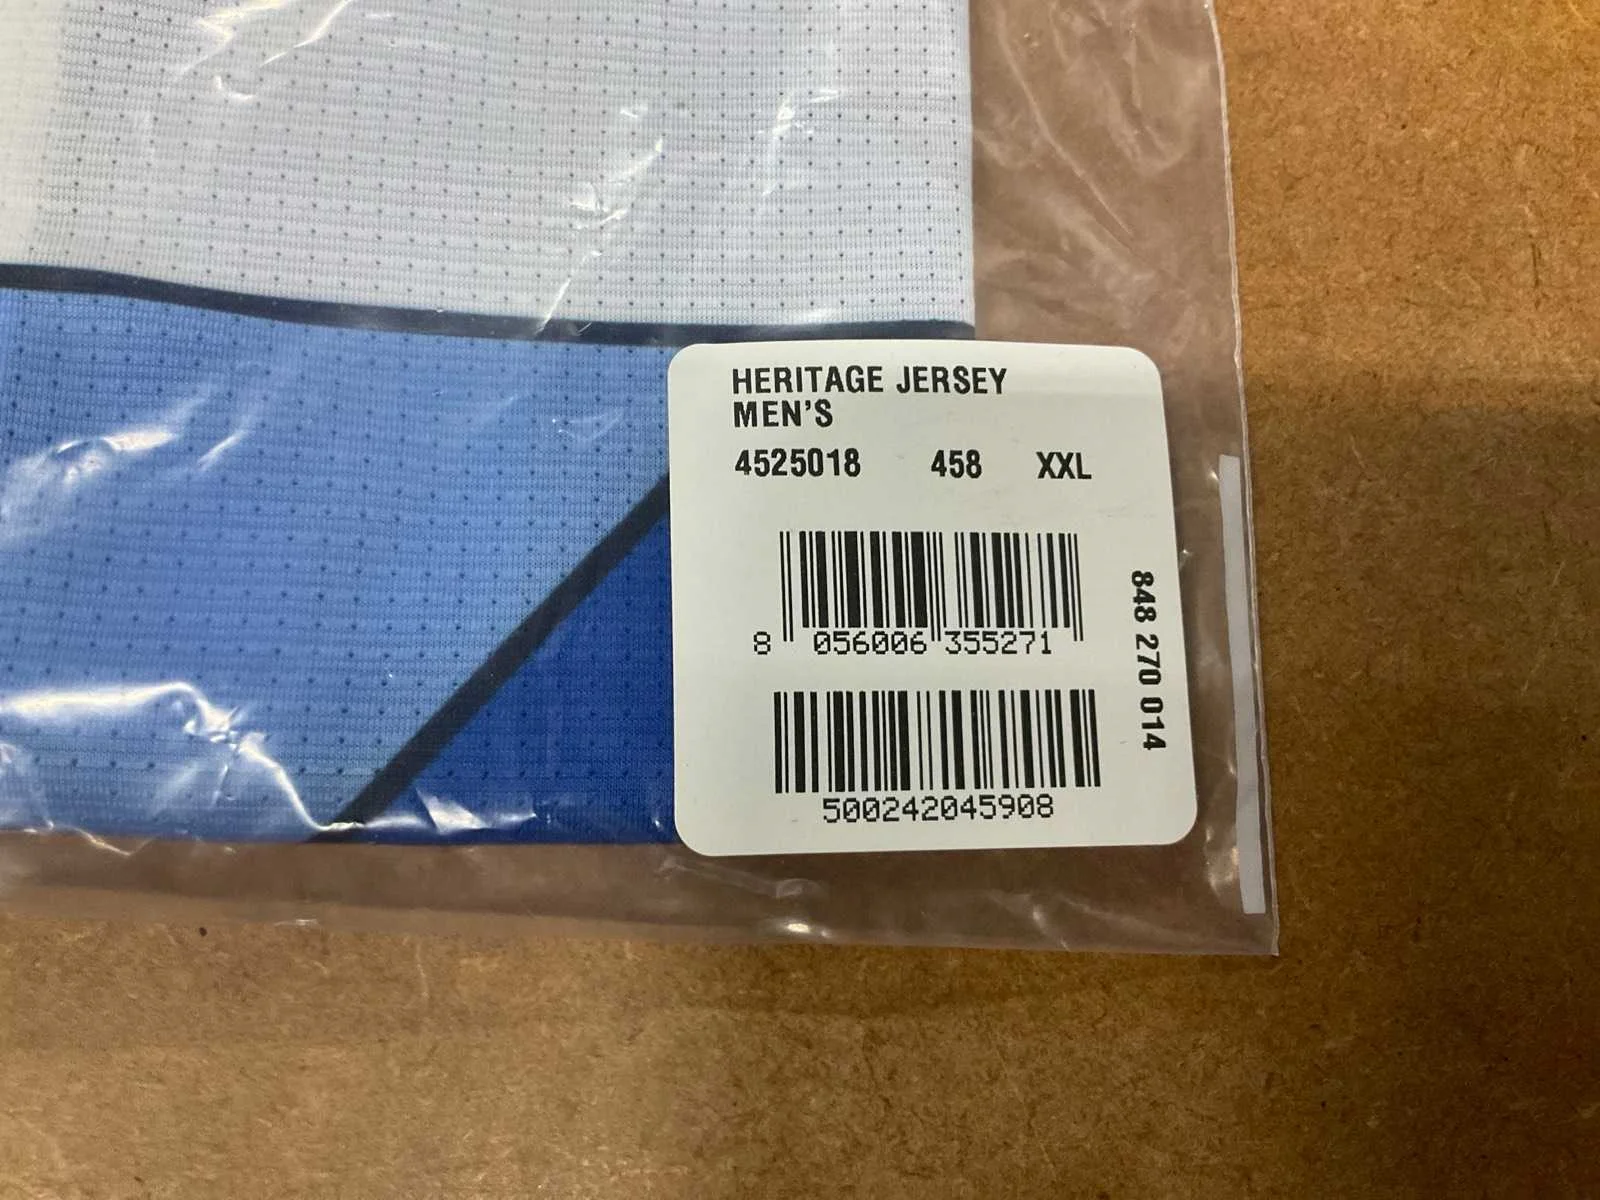 HERITAGE JERSEY
MEN'S
4525018 458 XXL
8 056006 355271
848 270 014
500242045908